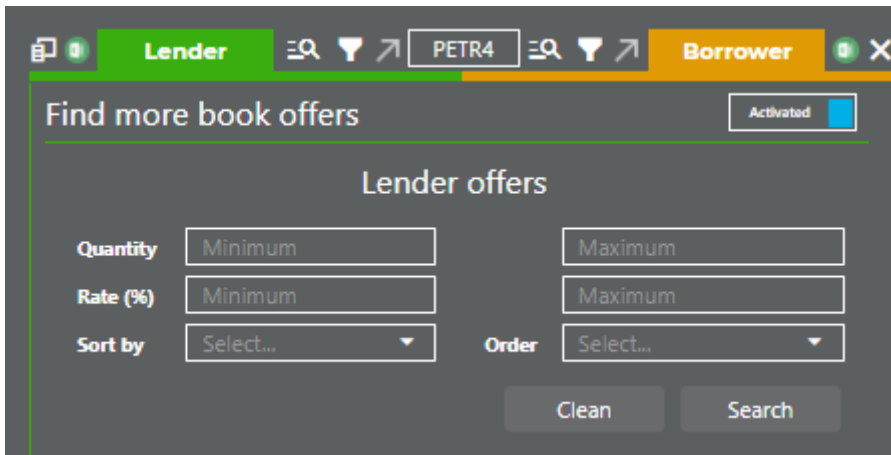 Lender PETR4 Borrower
Find more book offers Activated
Lender offers
Quantity Minimum Maximum
Rate (%) Minimum Maximum
Sort by Select... Order Select...
Clean Search